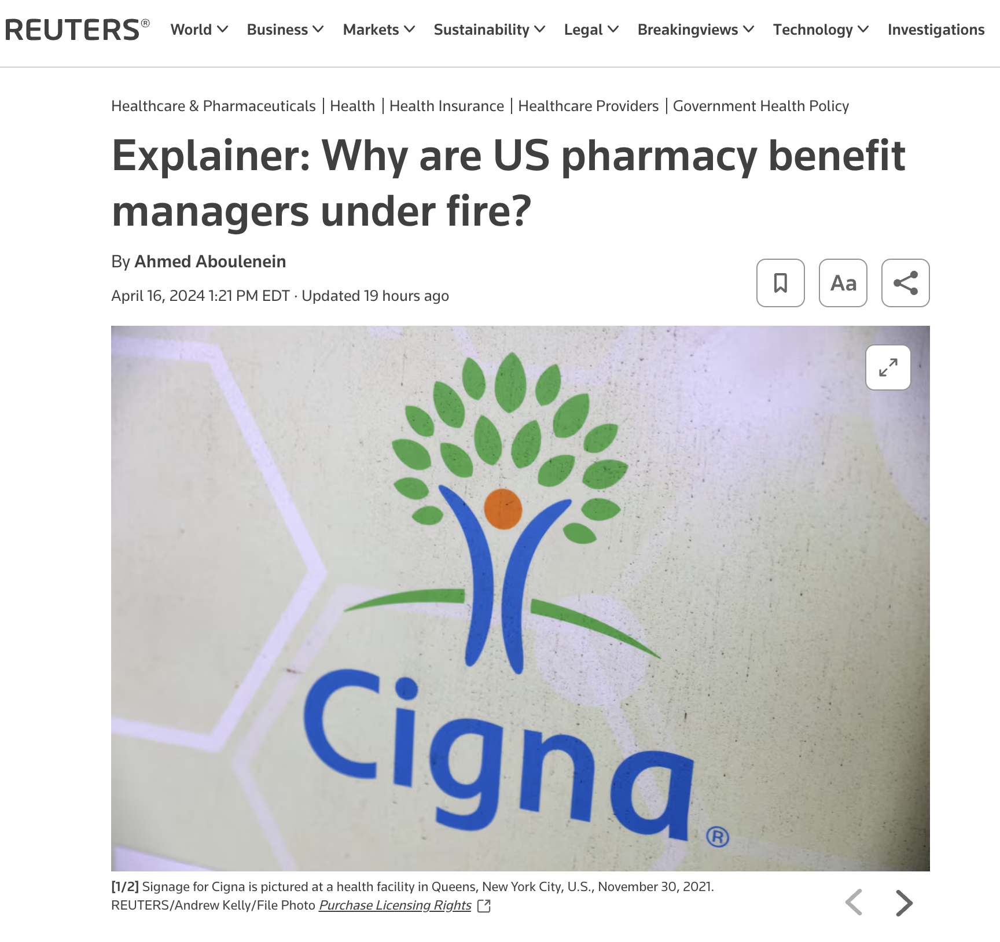 REUTERS®
World Business Markets Sustainability Legal Breakingviews Technology Investigations
Healthcare & Pharmaceuticals | Health | Health Insurance | Healthcare Providers | Government Health Policy
Explainer: Why are US pharmacy benefit
managers under fire?
By Ahmed Aboulenein
April 16, 2024 1:21 PM EDT · Updated 19 hours ago
Aa
Cigna®
[1/2] Signage for Cigna is pictured at a health facility in Queens, New York City, U.S., November 30, 2021.
REUTERS/Andrew Kelly/File Photo Purchase Licensing Rights